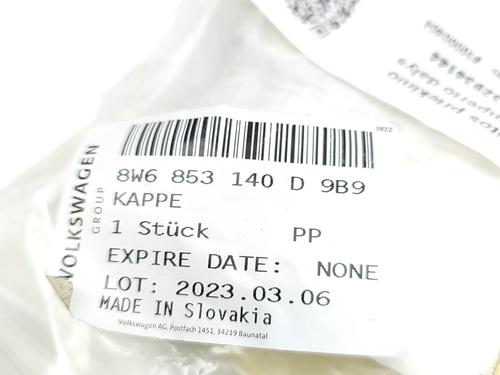 3822
VOLKSWAGEN
GROUP
8W6 853 140 D 9B9
KAPPE
1 Stück PP
EXPIRE DATE: NONE
LOT: 2023.03.06
MADE IN Slovakia
Volkswagen AG, Postfach 1451, 34219 Baunatal